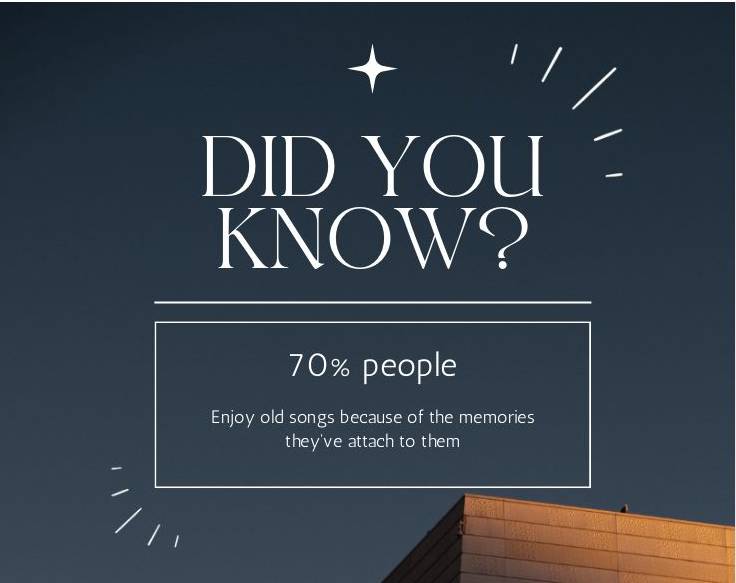 DID YOU
KNOW?
70% people
Enjoy old songs because of the memories
they've attach to them